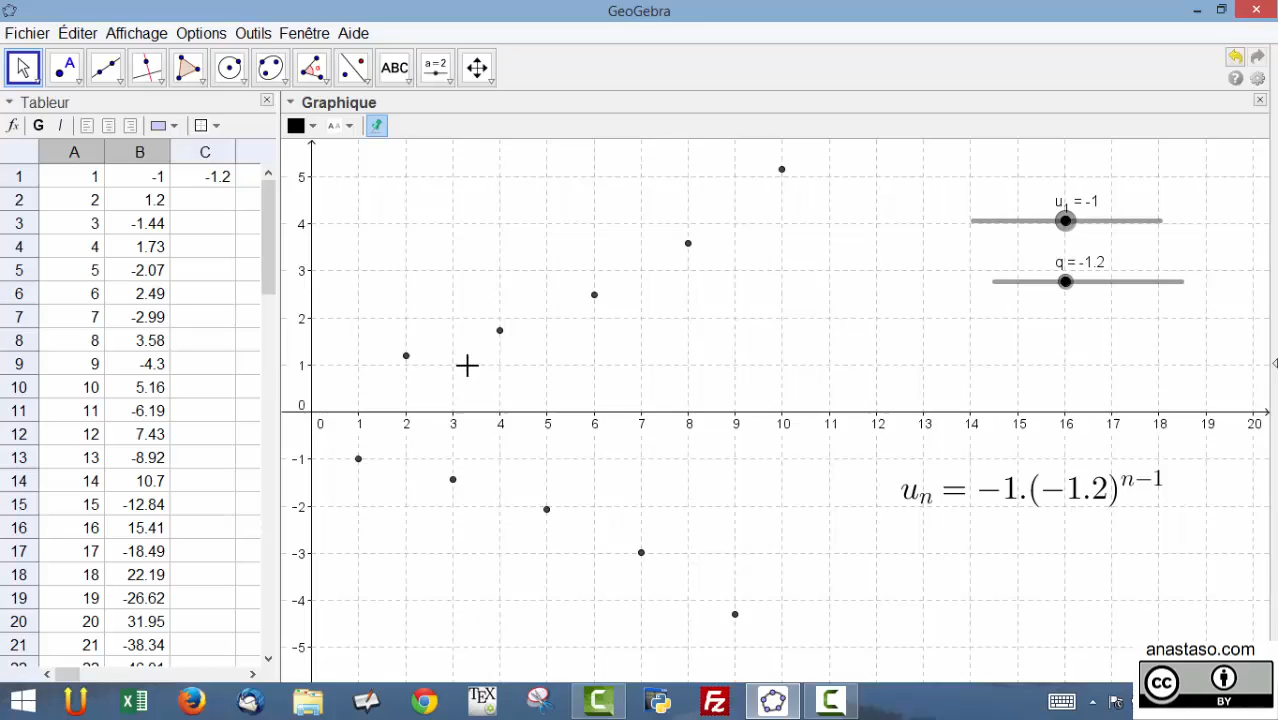 GeoGebra
Fichier Éditer Affichage Options Outils Fenêtre Aide
A ABC a=2
Tableur
Graphique
fx G I
AA
A B C
1 1 -1 -1.2
2 2 1.2
3 3 -1.44
4 4 1.73
5 5 -2.07
6 6 2.49
7 7 -2.99
8 8 3.58
9 9 -4.3
10 10 5.16
11 11 -6.19
12 12 7.43
13 13 -8.92
14 14 10.7
15 15 -12.84
16 16 15.41
17 17 -18.49
18 18 22.19
19 19 -26.62
20 20 31.95
21 21 -38.34
5
4
3
2
1
0
-1
-2
-3
-4
-5
0 1 2 3 4 5 6 7 8 9 10 11 12 13 14 15 16 17 18 19 20
u₁ = -1
q = -1.2
uₙ = −1.(−1.2)ⁿ⁻¹
anastaso.com
CC
BY
TEX